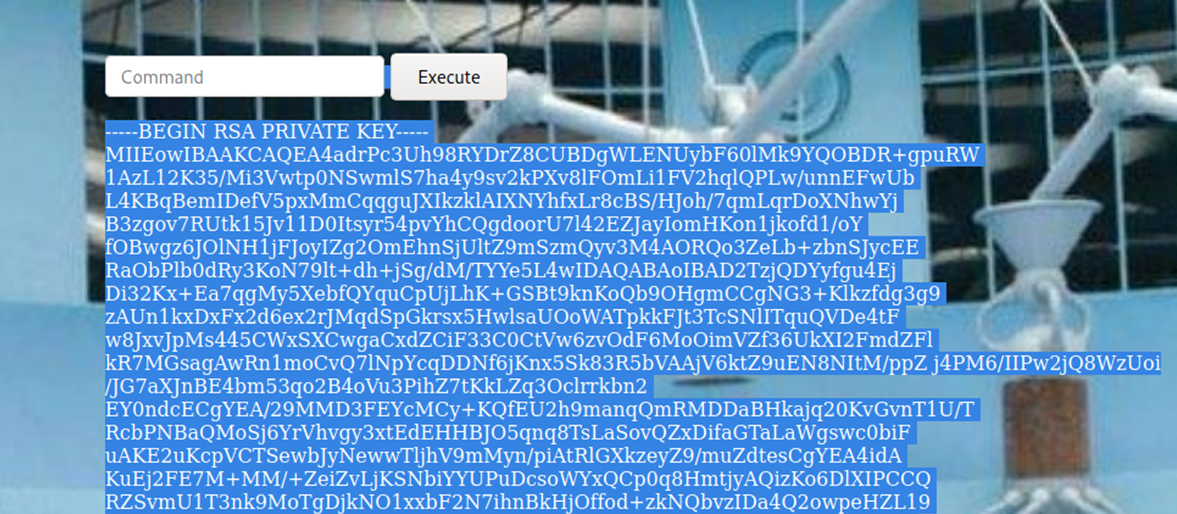 Command
Execute
-----BEGIN RSA PRIVATE KEY-----
MIIEowIBAAKCAQEA4adrPc3Uh98RYDrZ8CUBDgWLENUybF60lMk9YQOBDR+gpuRW
1AzL12K35/Mi3Vwtp0NSwmlS7ha4y9sv2kPXv8lFOmLi1FV2hqlQPLw/unnEFwUb
L4KBqBemIDefV5pxMmCqqguJXIkzklAIXNYhfxLr8cBS/HJoh/7qmLqrDoXNhwYj
B3zgov7RUtk15Jv11D0Itsyr54pvYhCQgdoorU7l42EZJayIomHKon1jkofd1/oY
fOBwgz6JOlNH1jFJoyIZg2OmEhnSjUltZ9mSzmQyv3M4AORQo3ZeLb+zbnSJycEE
RaObPlb0dRy3KoN79lt+dh+jSg/dM/TYYe5L4wIDAQABAoIBAD2TzjQDYyfgu4Ej
Di32Kx+Ea7qgMy5XebfQYquCpUjLhK+GSBt9knKoQb9OHgmCCgNG3+Klkzfdg3g9
zAUn1kxDxFx2d6ex2rJMqdSpGkrsx5HwlsaUOoWATpkkFJt3TcSNlITquQVDe4tF
w8JxvJpMs445CWxSXCwgaCxdZCiF33C0CtVw6zvOdF6MoOimVZf36UkXI2FmdZFl
kR7MGsagAwRn1moCvQ7lNpYcqDDNf6jKnx5Sk83R5bVAAjV6ktZ9uEN8NItM/ppZ j4PM6/IIPw2jQ8WzUoi
/JG7aXJnBE4bm53qo2B4oVu3PihZ7tKkLZq3Oclrrkbn2
EY0ndcECgYEA/29MMD3FEYcMCy+KQfEU2h9manqQmRMDDaBHkajq20KvGvnT1U/T
RcbPNBaQMoSj6YrVhvgy3xtEdEHHBJO5qnq8TsLaSovQZxDifaGTaLaWgswc0biF
uAKE2uKcpVCTSewbJyNewwTljhV9mMyn/piAtRlGXkzeyZ9/muZdtesCgYEA4idA
KuEj2FE7M+MM/+ZeiZvLjKSNbiYYUPuDcsoWYxQCp0q8HmtjyAQizKo6DlXIPCCQ
RZSvmU1T3nk9MoTgDjkNO1xxbF2N7ihnBkHjOffod+zkNQbvzIDa4Q2owpeHZL19